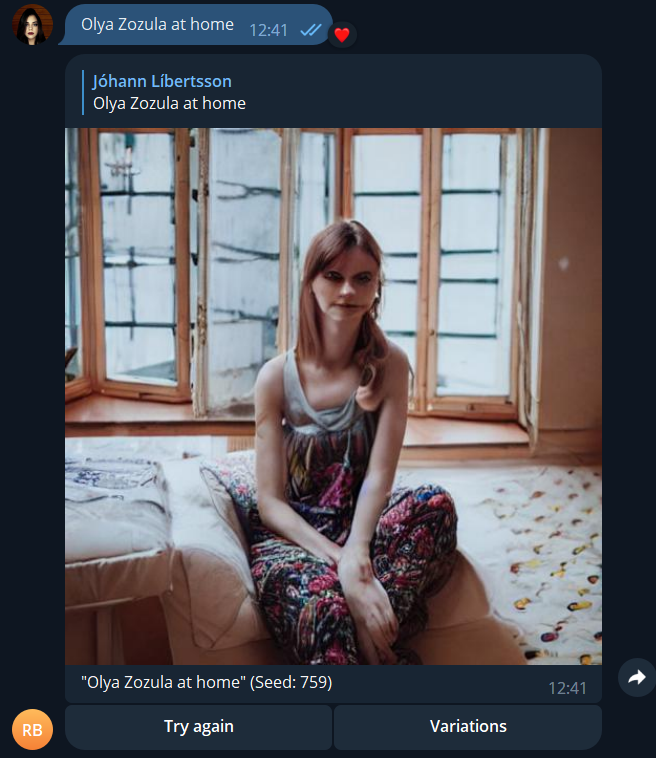 Olya Zozula at home 12:41
Jóhann Líbertsson
Olya Zozula at home
"Olya Zozula at home" (Seed: 759)
12:41
RB
Try again Variations